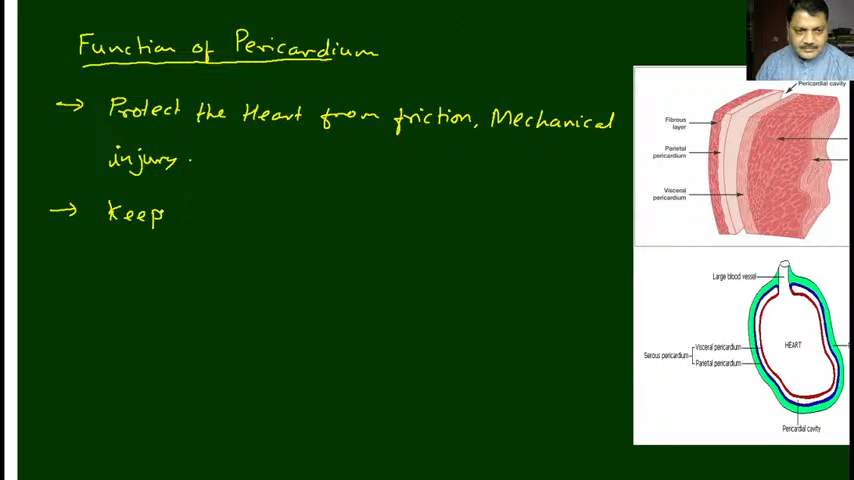 Function of Pericardium
→ Protect the Heart from friction, Mechanical
injury.
→ Keeps
Pericardial cavity
Fibrous
layer
Parietal
pericardium
Visceral
pericardium
Large blood vessel
HEART
Serous pericardium
Visceral pericardium
Parietal pericardium
Pericardial cavity